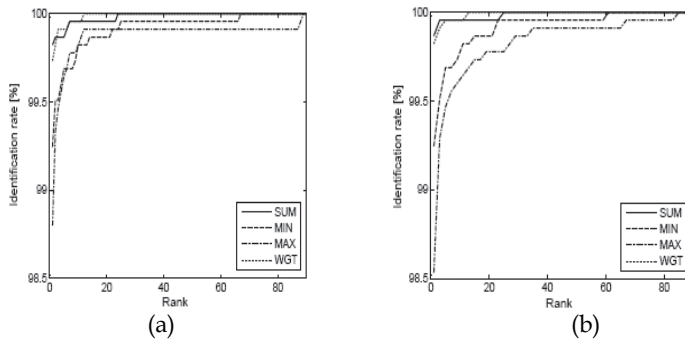 100
99.5
99
98.5
Identification rate [%]
0 20 40 60 80
Rank
SUM
MIN
MAX
WGT
(a)
100
99.5
99
98.5
Identification rate [%]
0 20 40 60 80
Rank
SUM
MIN
MAX
WGT
(b)